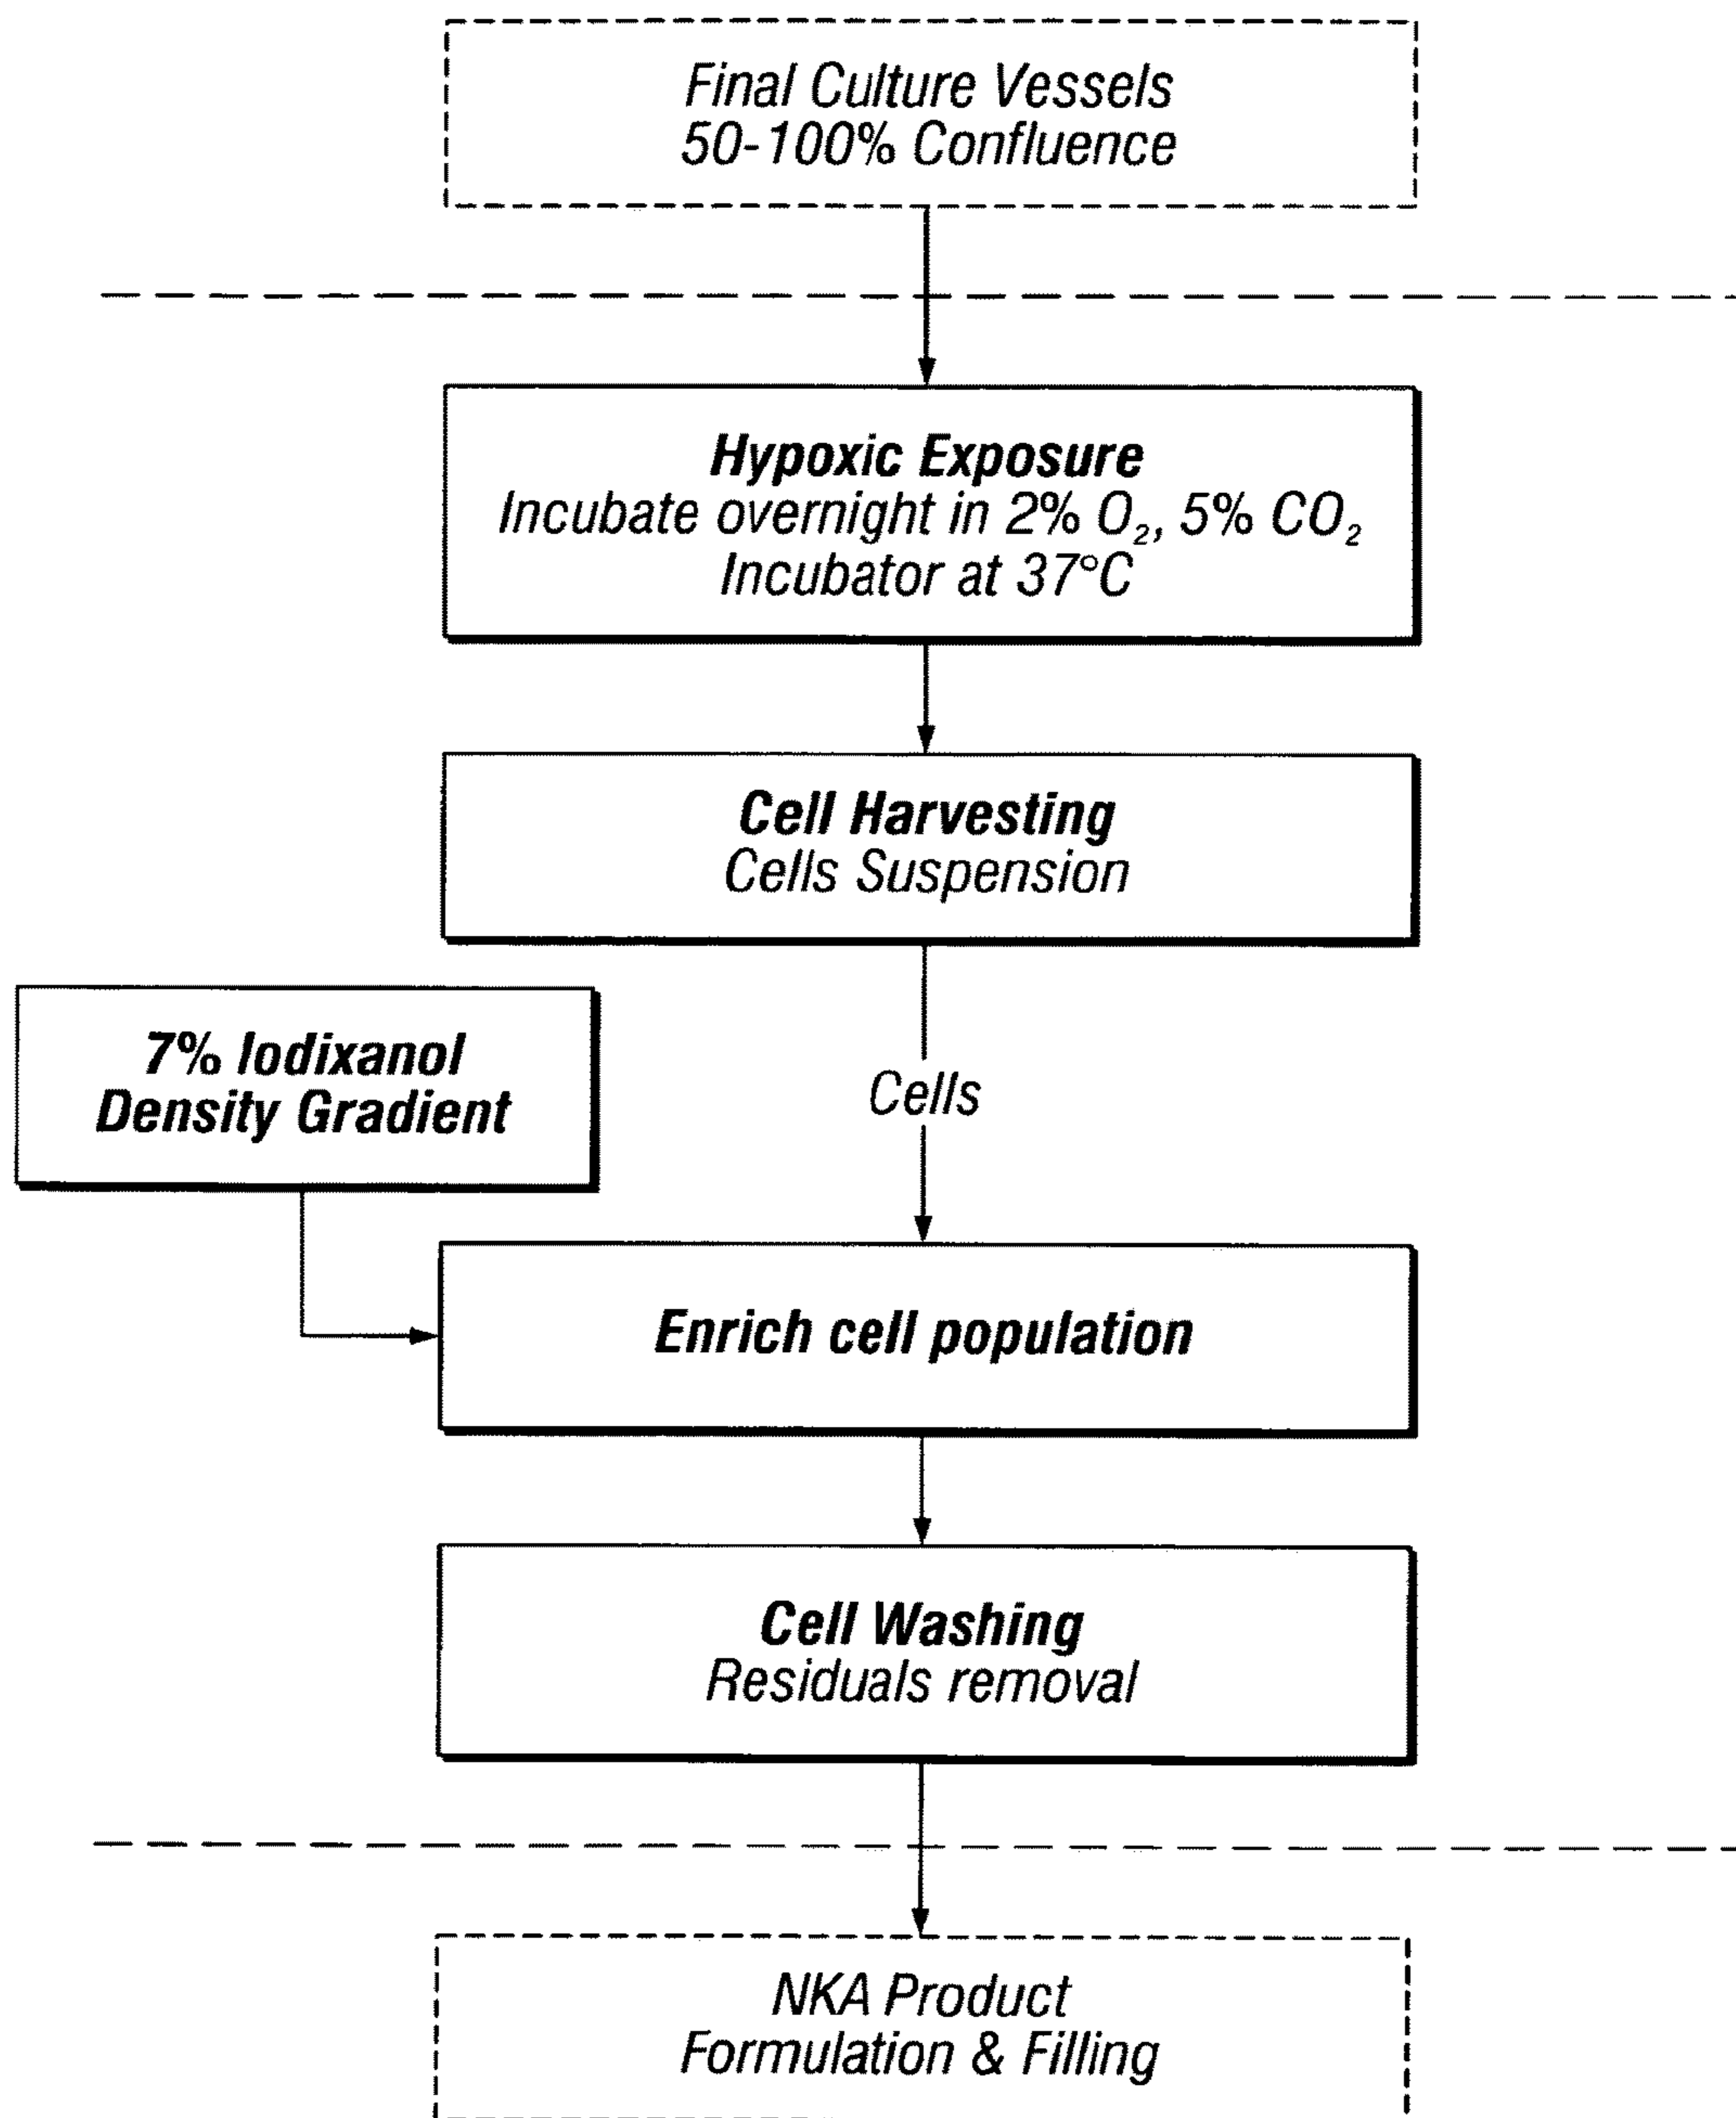 Final Culture Vessels
50-100% Confluence
Hypoxic Exposure
Incubate overnight in 2% O₂, 5% CO₂
Incubator at 37°C
Cell Harvesting
Cells Suspension
7% Iodixanol
Density Gradient
Cells
Enrich cell population
Cell Washing
Residuals removal
NKA Product
Formulation & Filling